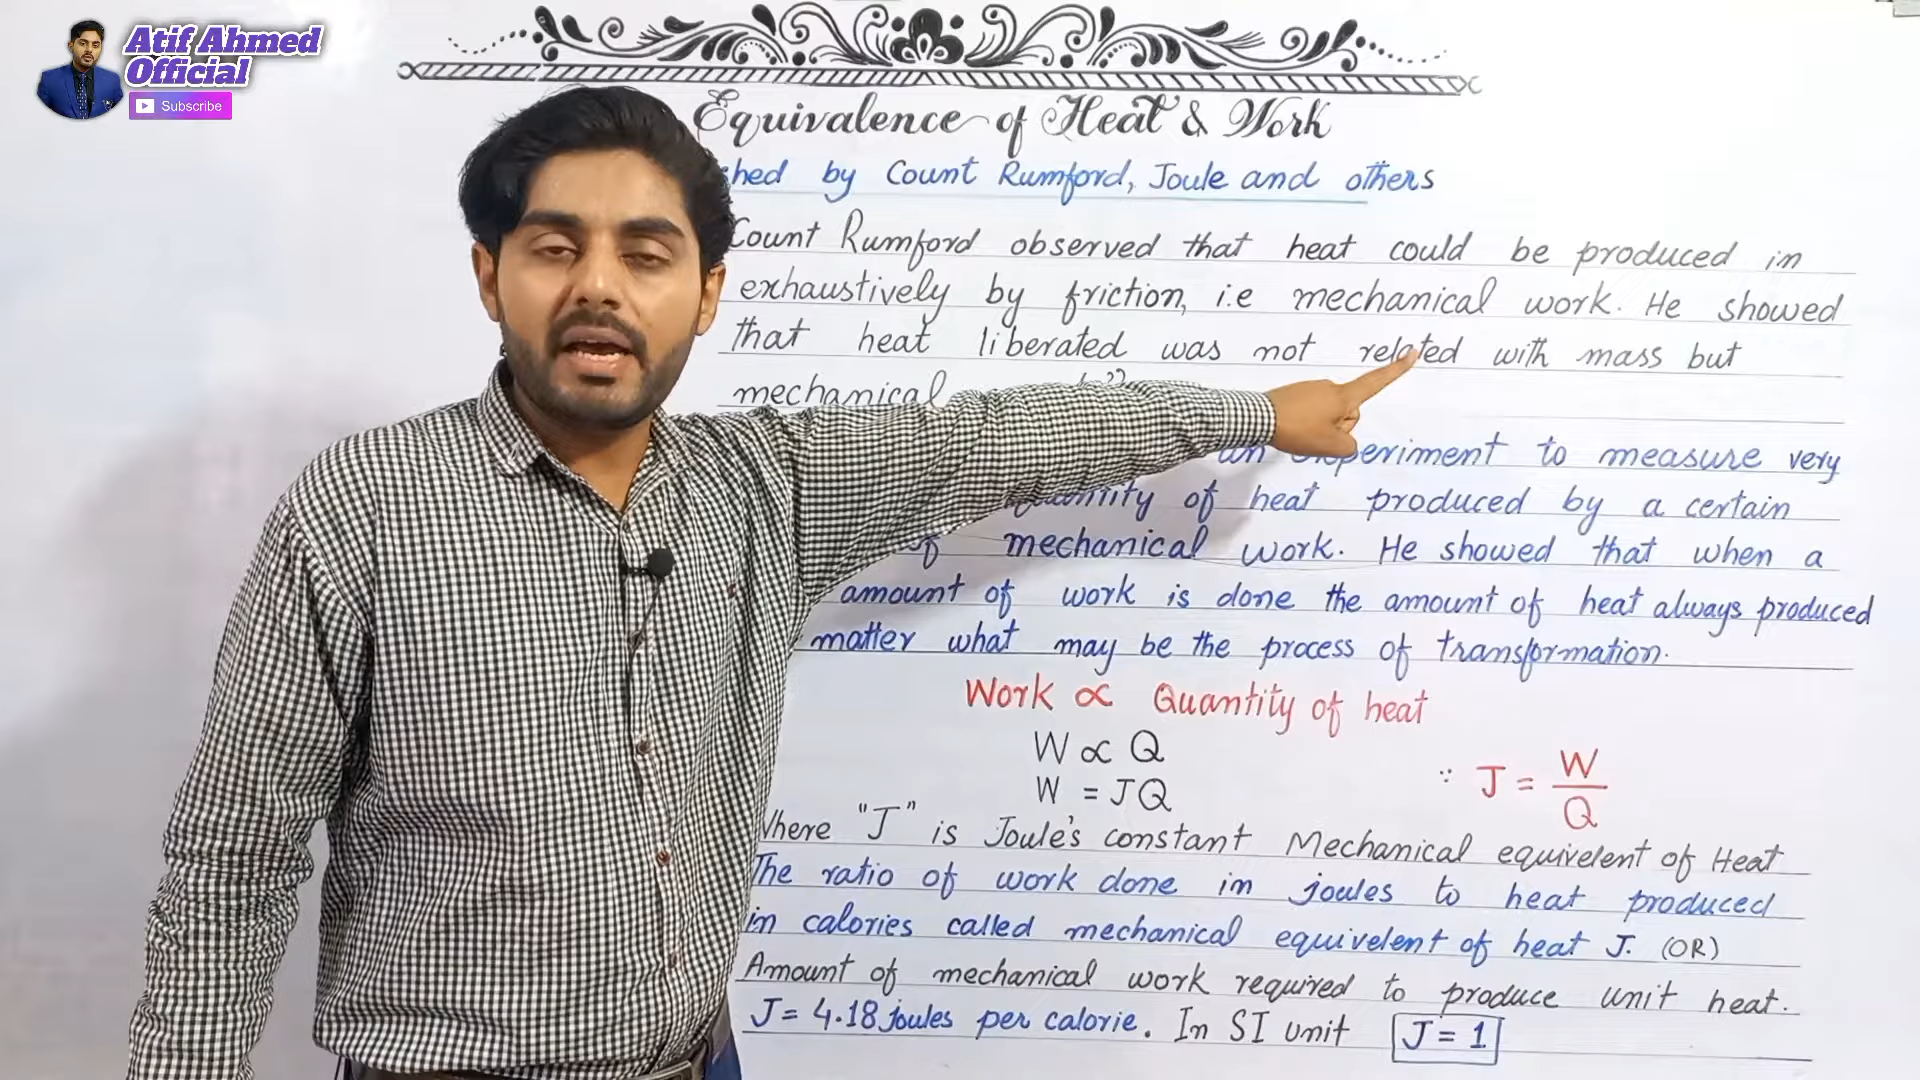 Atif Ahmed
Official
Subscribe
Equivalence of Heat & Work
by Count Rumford, Joule and others
Count Rumford observed that heat could be produced in
exhaustively by friction, i.e mechanical work. He showed
that heat liberated was not related with mass but
mechanical
experiment to measure very
quantity of heat produced by a certain
of mechanical work. He showed that when a
amount of work is done the amount of heat always produced
matter what may be the process of transformation.
Work ∝ Quantity of heat
W ∝ Q
W = JQ
∵ J = W/Q
Where "J" is Joule's constant Mechanical equivelent of Heat
The ratio of work done in joules to heat produced
in calories called mechanical equivelent of heat J. (OR)
Amount of mechanical work required to produce unit heat.
J = 4.18 joules per calorie. In SI unit J = 1